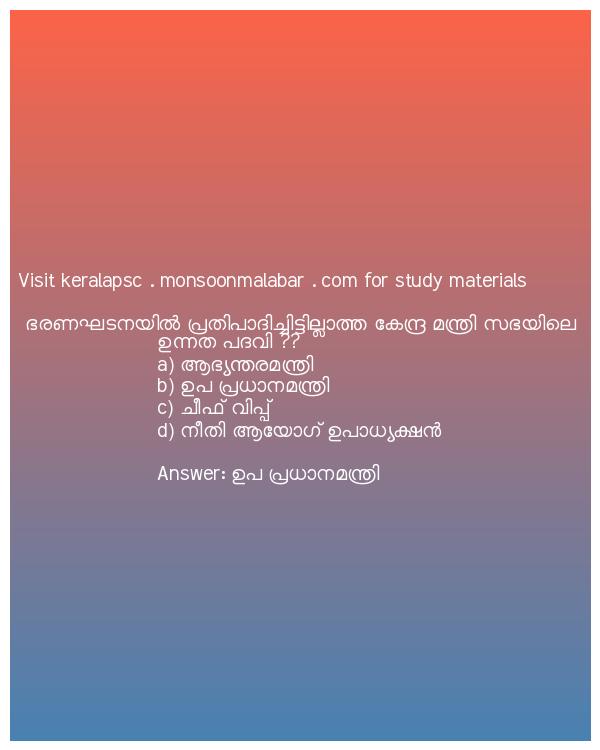 Visit keralapsc . monsoonmalabar . com for study materials
ഭരണഘടനയിൽ പ്രതിപാദിച്ചിട്ടില്ലാത്ത കേന്ദ്ര മന്ത്രി സഭയിലെ
ഉന്നത പദവി ??
a) ആഭ്യന്തരമന്ത്രി
b) ഉപ പ്രധാനമന്ത്രി
c) ചീഫ് വിപ്പ്
d) നീതി ആയോഗ് ഉപാധ്യക്ഷൻ
Answer: ഉപ പ്രധാനമന്ത്രി